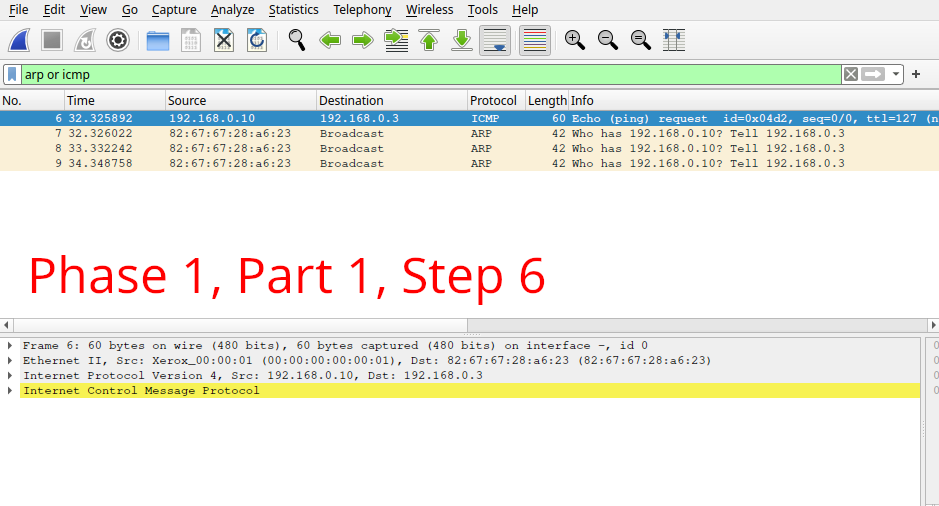 File Edit View Go Capture Analyze Statistics Telephony Wireless Tools Help
arp or icmp
No. Time Source Destination Protocol Length Info
6 32.325892 192.168.0.10 192.168.0.3 ICMP 60 Echo (ping) request id=0x04d2, seq=0/0, ttl=127 (n
7 32.326022 82:67:67:28:a6:23 Broadcast ARP 42 Who has 192.168.0.10? Tell 192.168.0.3
8 33.332242 82:67:67:28:a6:23 Broadcast ARP 42 Who has 192.168.0.10? Tell 192.168.0.3
9 34.348758 82:67:67:28:a6:23 Broadcast ARP 42 Who has 192.168.0.10? Tell 192.168.0.3
Phase 1, Part 1, Step 6
Frame 6: 60 bytes on wire (480 bits), 60 bytes captured (480 bits) on interface -, id 0
Ethernet II, Src: Xerox_00:00:01 (00:00:00:00:00:01), Dst: 82:67:67:28:a6:23 (82:67:67:28:a6:23)
Internet Protocol Version 4, Src: 192.168.0.10, Dst: 192.168.0.3
Internet Control Message Protocol